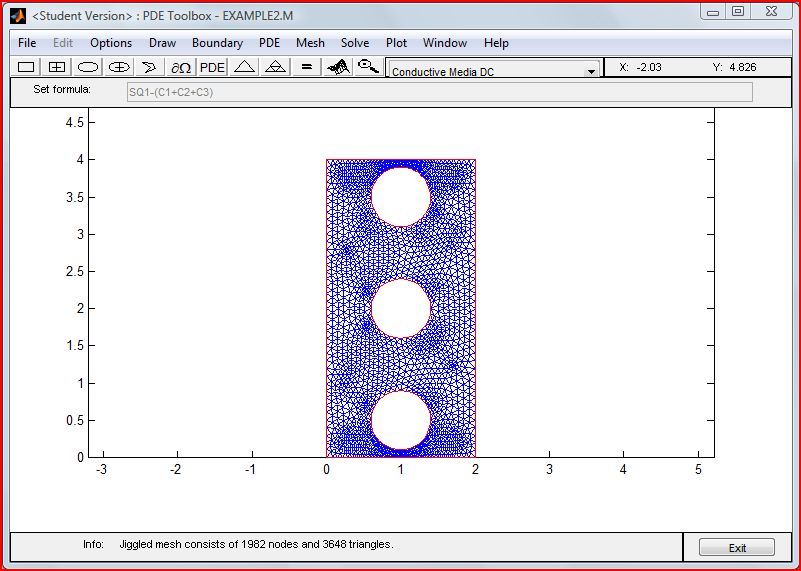 <Student Version> : PDE Toolbox - EXAMPLE2.M
File Edit Options Draw Boundary PDE Mesh Solve Plot Window Help
∂Ω PDE = Conductive Media DC X: -2.03 Y: 4.826
Set formula: SQ1-(C1+C2+C3)
4.5
4
3.5
3
2.5
2
1.5
1
0.5
0
-3 -2 -1 0 1 2 3 4 5
Info: Jiggled mesh consists of 1982 nodes and 3648 triangles.
Exit